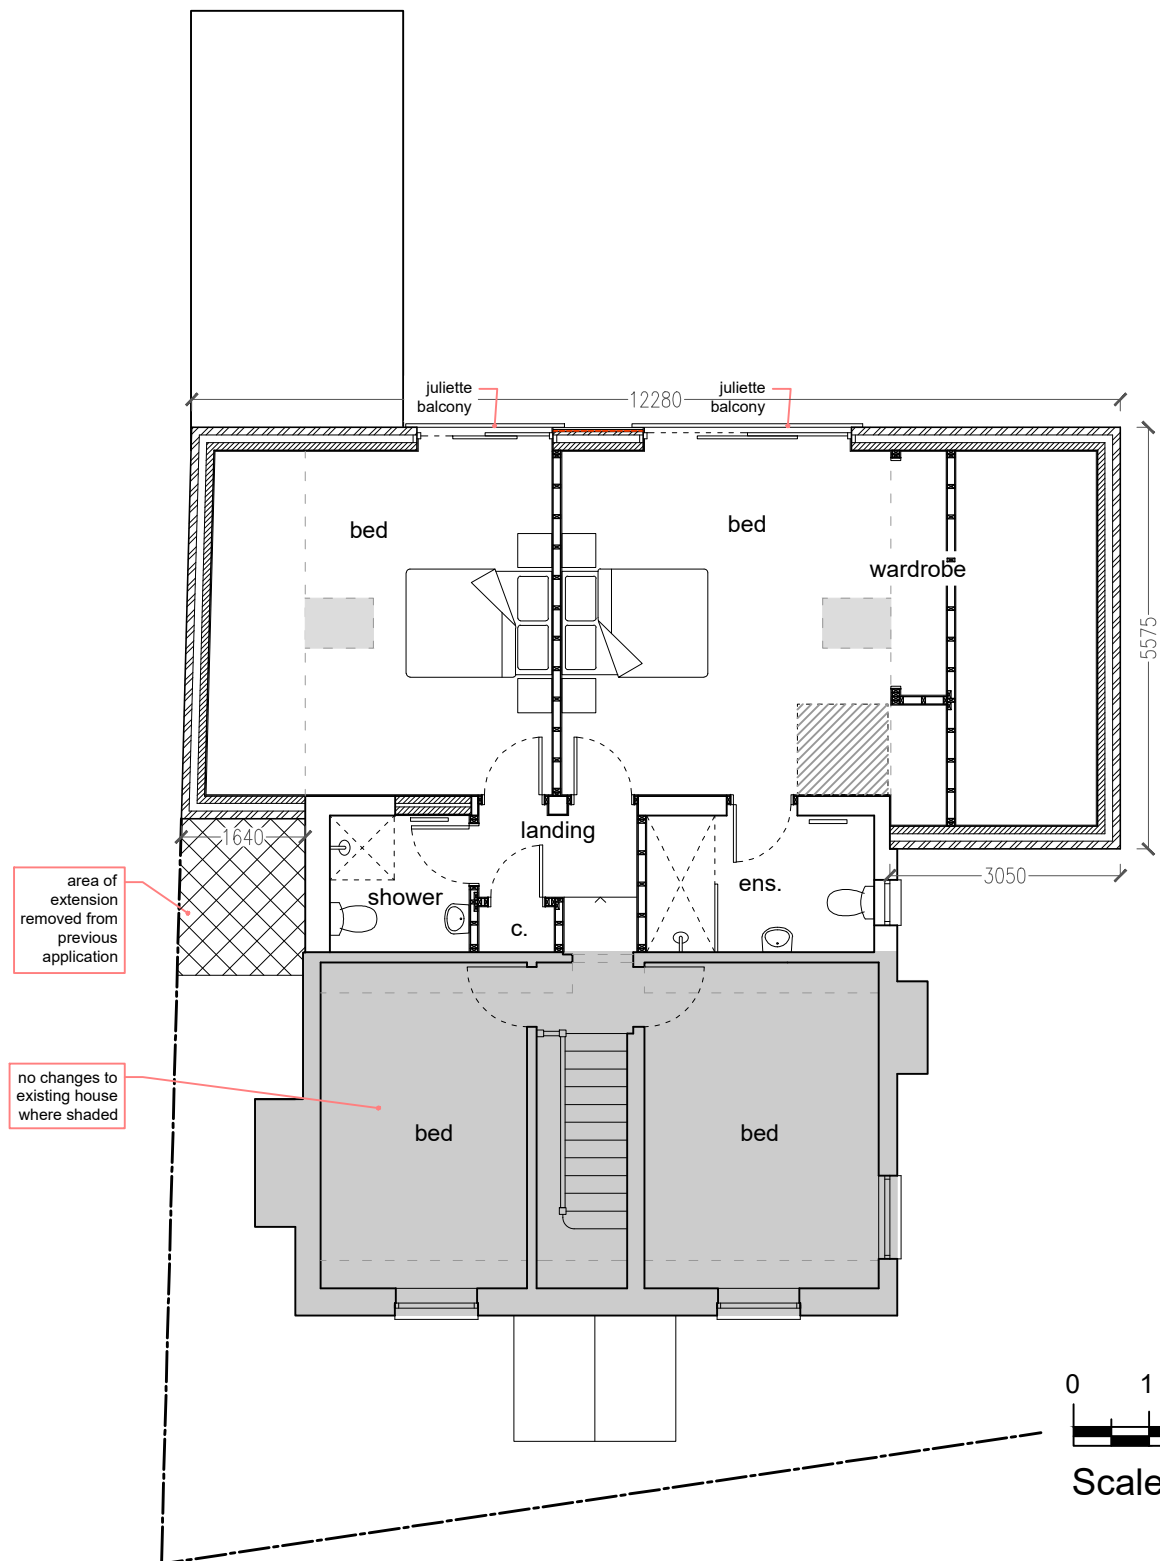 juliette
balcony
12280
juliette
balcony
bed
bed
wardrobe
5575
1640
landing
3050
shower
ens.
c.
area of
extension
removed from
previous
application
no changes to
existing house
where shaded
bed
bed
0 1
Scale